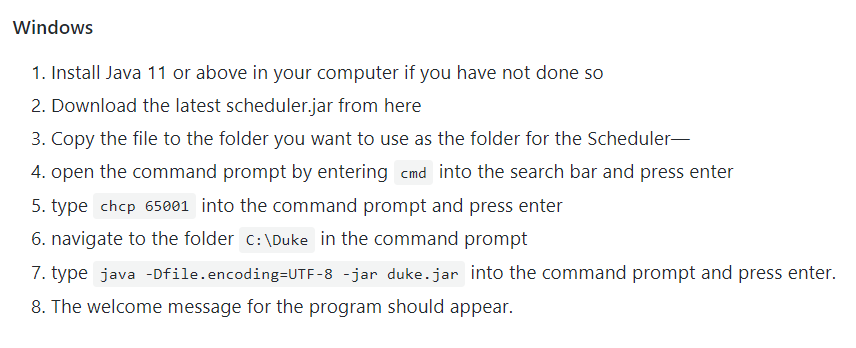 Windows
1. Install Java 11 or above in your computer if you have not done so
2. Download the latest scheduler.jar from here
3. Copy the file to the folder you want to use as the folder for the Scheduler—
4. open the command prompt by entering cmd into the search bar and press enter
5. type chcp 65001 into the command prompt and press enter
6. navigate to the folder C:\Duke in the command prompt
7. type java -Dfile.encoding=UTF-8 -jar duke.jar into the command prompt and press enter.
8. The welcome message for the program should appear.